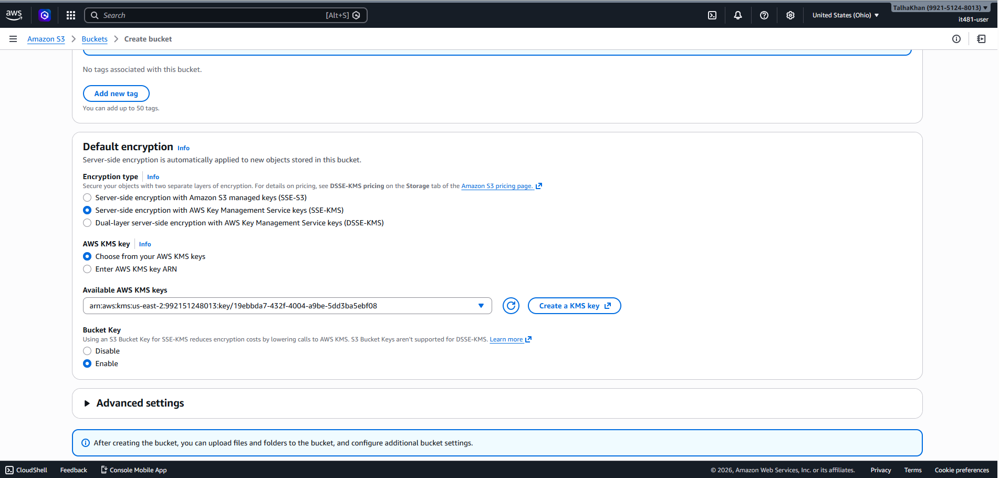 aws
Search [Alt+S]
United States (Ohio)
TalhaKhan (9921-5124-8013)
it481-user
Amazon S3 > Buckets > Create bucket
No tags associated with this bucket.
Add new tag
You can add up to 50 tags.
Default encryption Info
Server-side encryption is automatically applied to new objects stored in this bucket.
Encryption type Info
Secure your objects with two separate layers of encryption. For details on pricing, see DSSE-KMS pricing on the Storage tab of the Amazon S3 pricing page.
Server-side encryption with Amazon S3 managed keys (SSE-S3)
Server-side encryption with AWS Key Management Service keys (SSE-KMS)
Dual-layer server-side encryption with AWS Key Management Service keys (DSSE-KMS)
AWS KMS key Info
Choose from your AWS KMS keys
Enter AWS KMS key ARN
Available AWS KMS keys
arn:aws:kms:us-east-2:992151248013:key/19ebbda7-432f-4004-a9be-5dd3ba5ebf08
Create a KMS key
Bucket Key
Using an S3 Bucket Key for SSE-KMS reduces encryption costs by lowering calls to AWS KMS. S3 Bucket Keys aren't supported for DSSE-KMS. Learn more
Disable
Enable
Advanced settings
After creating the bucket, you can upload files and folders to the bucket, and configure additional bucket settings.
CloudShell Feedback Console Mobile App © 2026, Amazon Web Services, Inc. or its affiliates. Privacy Terms Cookie preferences